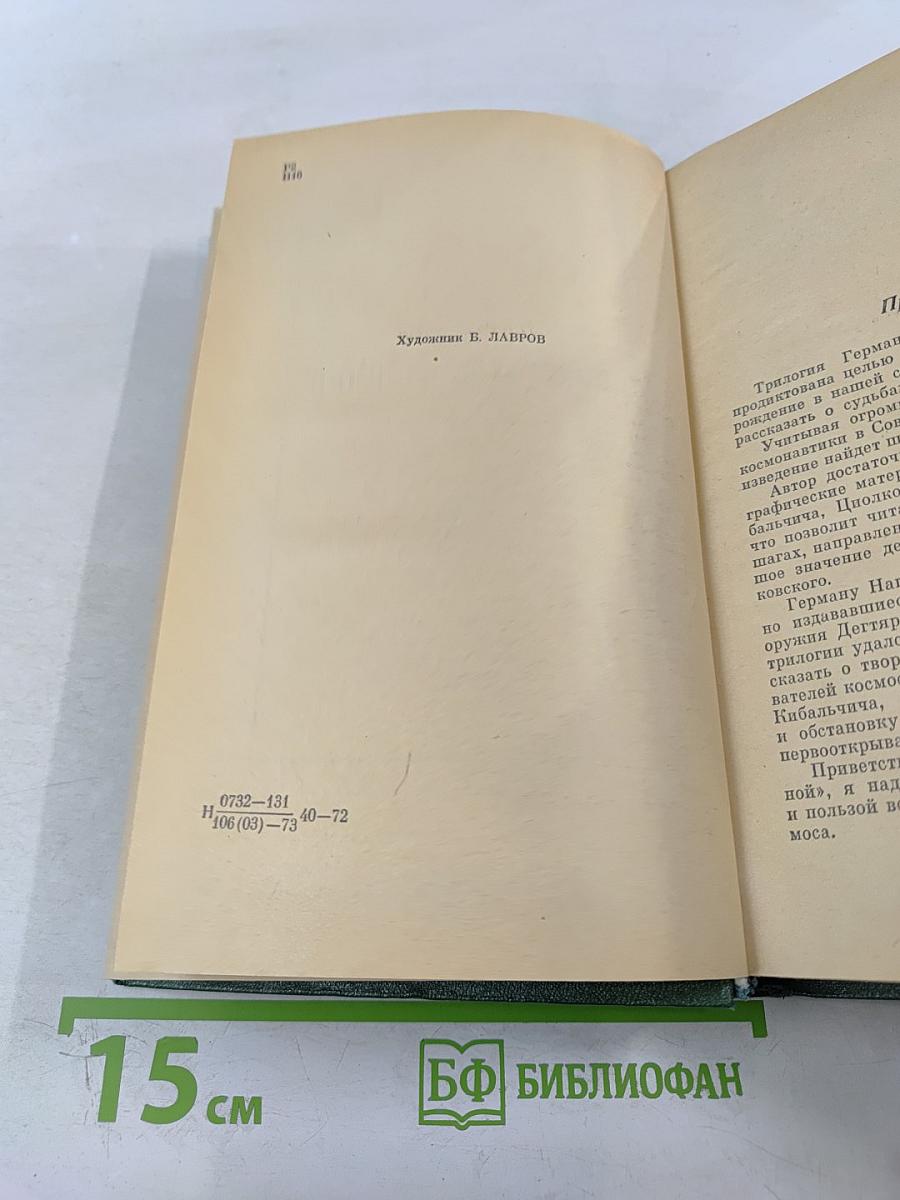 Р2
Н16
Художник Б. ЛАВРОВ
0732—131
Н
106(03)—73
40—72
Трилогия Герман
продиктована целью
рождение в нашей с
рассказать о судьба
Учитывая огром
космонавтики в Сов
изведение найдет ш
Автор достаточ
графические матер
бальчича, Циолко
что позволит чита
шагах, направлен
шое значение де
ковского.
Герману Наг
но издававшиес
оружия Дегтяр
трилогии удало
сказать о твор
вателей космос
Кибальчича,
и обстановку
первооткрыва
Приветств
ной», я над
и пользой во
моса.
15 см
БФ БИБЛИОФАН